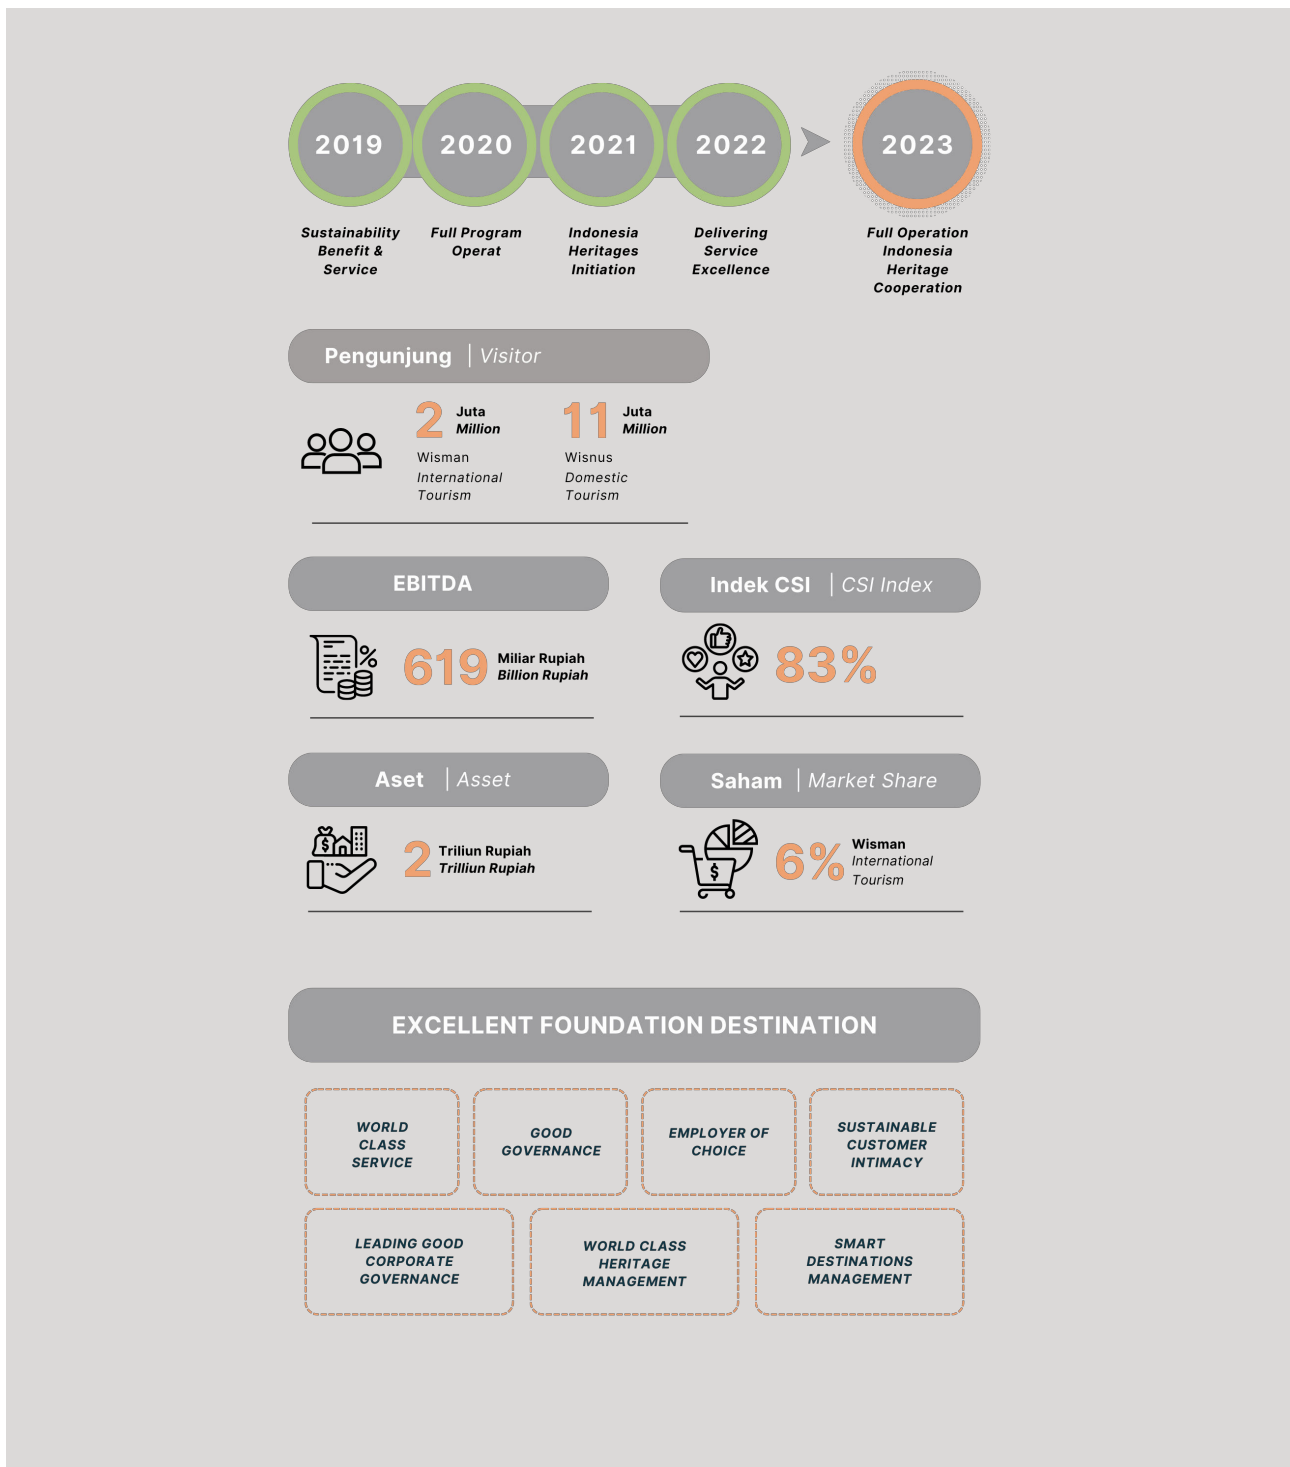 2019
2020
2021
2022
2023
Sustainability
Benefit &
Service
Full Program
Operat
Indonesia
Heritages
Initiation
Delivering
Service
Excellence
Full Operation
Indonesia
Heritage
Cooperation
Pengunjung | Visitor
2 Juta
Million
Wisman
International
Tourism
11 Juta
Million
Wisnus
Domestic
Tourism
EBITDA
619 Miliar Rupiah
Billion Rupiah
Indek CSI | CSI Index
83%
Aset | Asset
2 Triliun Rupiah
Trilliun Rupiah
Saham | Market Share
6% Wisman
International
Tourism
EXCELLENT FOUNDATION DESTINATION
WORLD
CLASS
SERVICE
GOOD
GOVERNANCE
EMPLOYER OF
CHOICE
SUSTAINABLE
CUSTOMER
INTIMACY
LEADING GOOD
CORPORATE
GOVERNANCE
WORLD CLASS
HERITAGE
MANAGEMENT
SMART
DESTINATIONS
MANAGEMENT